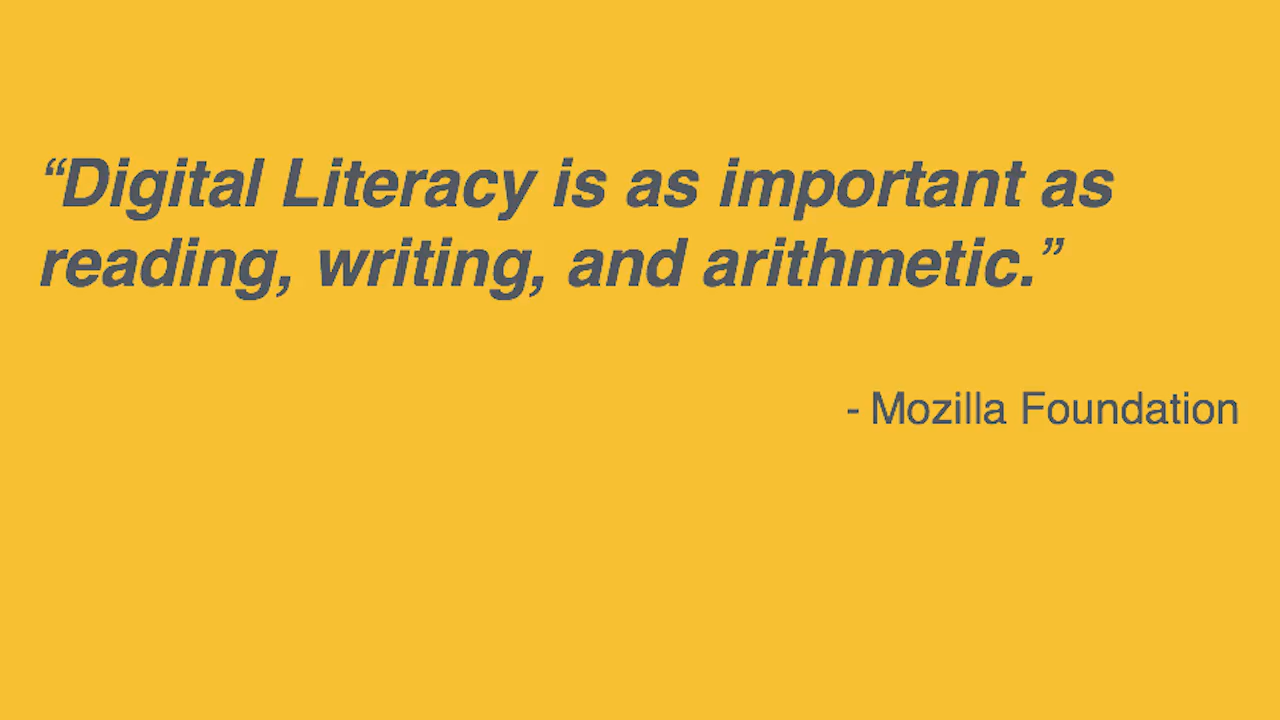 “Digital Literacy is as important as
reading, writing, and arithmetic.”
- Mozilla Foundation